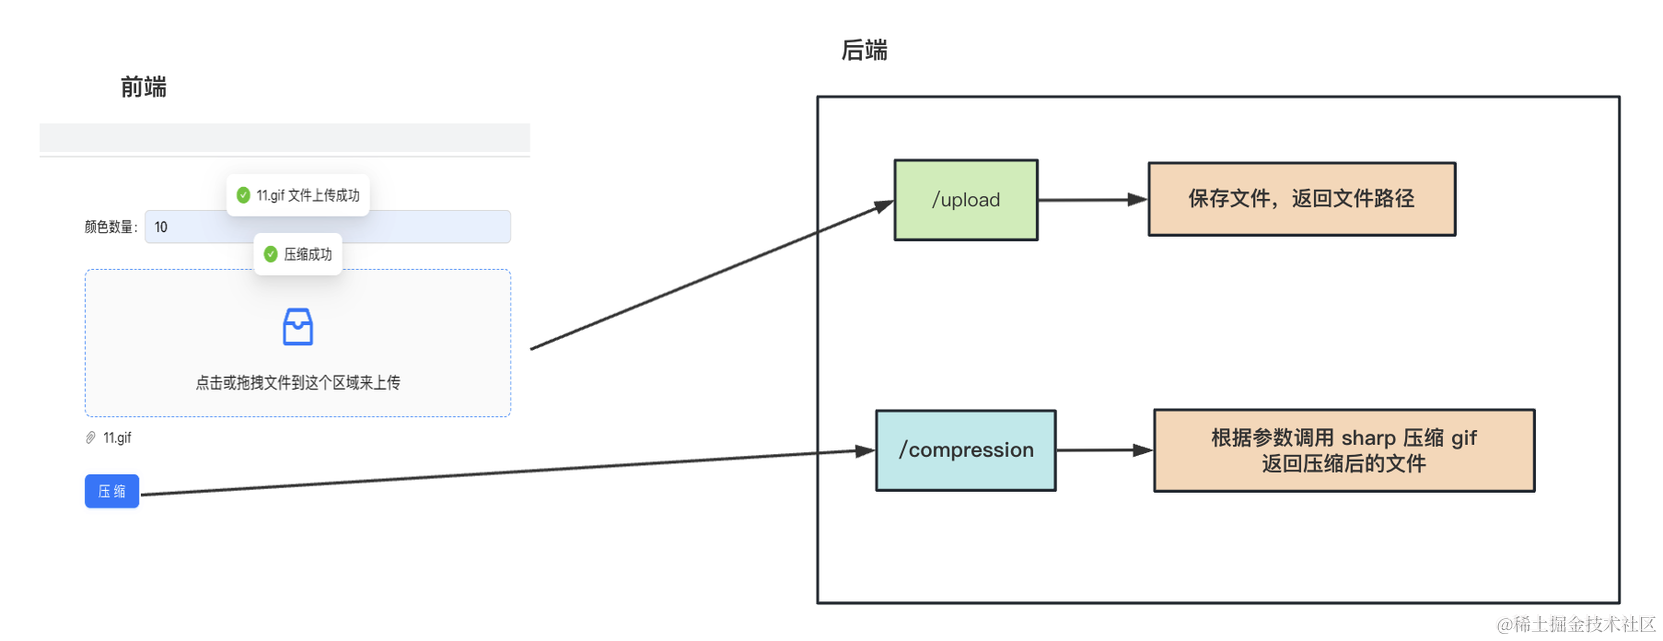 前端
11.gif 文件上传成功
颜色数量：
10
压缩成功
点击或拖拽文件到这个区域来上传
11.gif
压 缩
后端
/upload
保存文件，返回文件路径
/compression
根据参数调用 sharp 压缩 gif
返回压缩后的文件
@稀土掘金技术社区